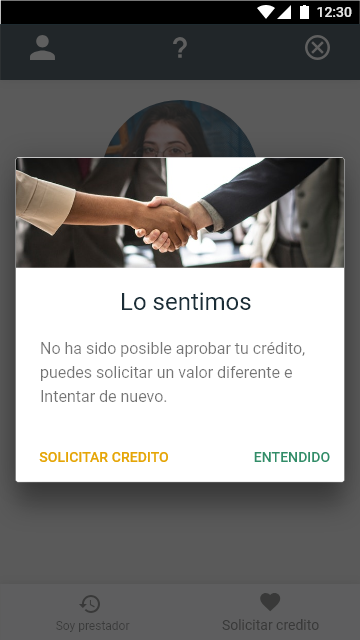 12:30
?
Lo sentimos
No ha sido posible aprobar tu crédito,
puedes solicitar un valor diferente e
Intentar de nuevo.
SOLICITAR CREDITO
ENTENDIDO
Soy prestador
Solicitar credito